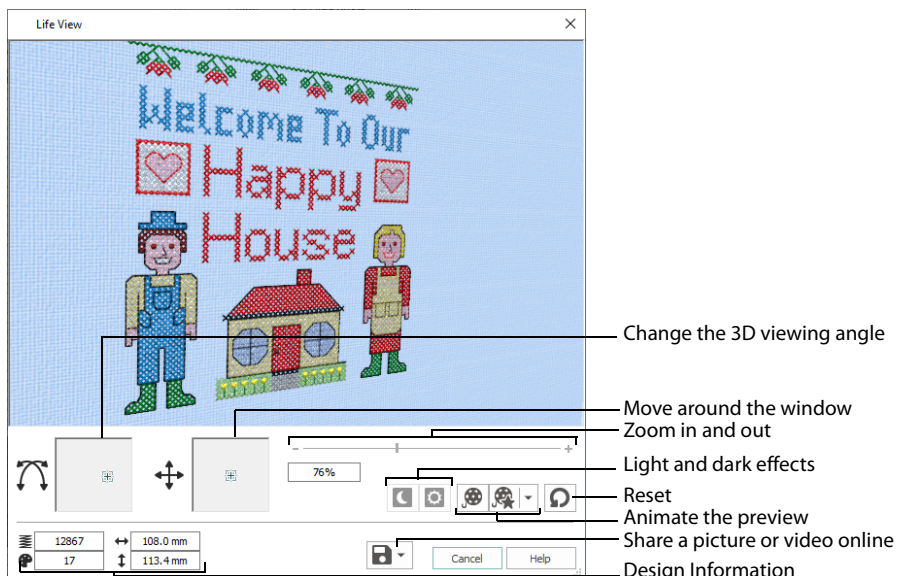 Life View
Welcome To Our
Happy
House
Change the 3D viewing angle
Move around the window
Zoom in and out
- +
76%
Light and dark effects
Reset
Animate the preview
12867 108.0 mm
Share a picture or video online
17 113.4 mm
Cancel Help
Design Information